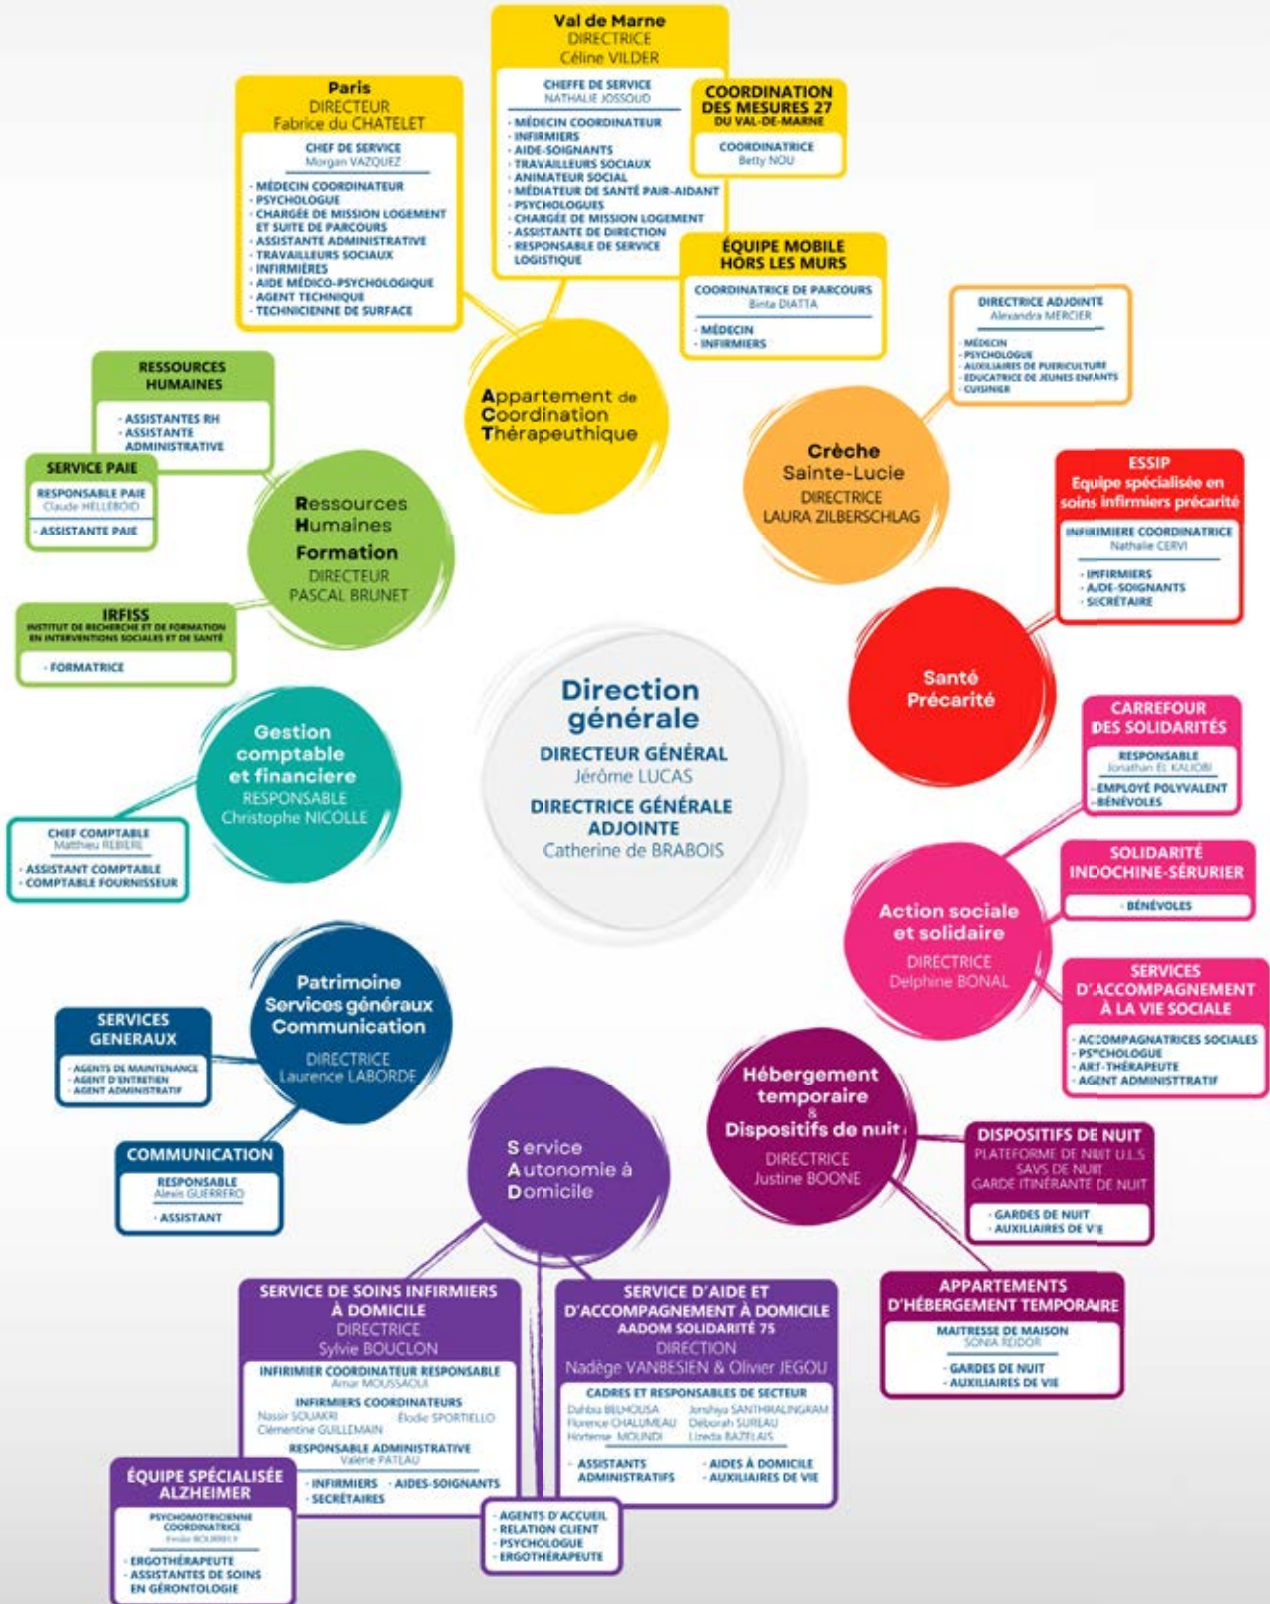 Val de Marne
DIRECTRICE
Céline VILDER
CHEFFE DE SERVICE
NATHALIE JOSSOUD
· MÉDECIN COORDINATEUR
· INFIRMIERS
· AIDE-SOIGNANTS
· TRAVAILLEURS SOCIAUX
· ANIMATEUR SOCIAL
· MÉDIATEUR DE SANTÉ PAIR-AIDANT
· PSYCHOLOGUES
· CHARGÉE DE MISSION LOGEMENT
· ASSISTANTE DE DIRECTION
· RESPONSABLE DE SERVICE
LOGISTIQUE
COORDINATION
DES MESURES 27
DU VAL-DE-MARNE
COORDINATRICE
Betty NOU
ÉQUIPE MOBILE
HORS LES MURS
COORDINATRICE DE PARCOURS
Binta DIATTA
· MÉDECIN
· INFIRMIERS
Paris
DIRECTEUR
Fabrice du CHATELET
CHEF DE SERVICE
Morgan VAZQUEZ
· MÉDECIN COORDINATEUR
· PSYCHOLOGUE
· CHARGÉE DE MISSION LOGEMENT
ET SUITE DE PARCOURS
· ASSISTANTE ADMINISTRATIVE
· TRAVAILLEURS SOCIAUX
· INFIRMIÈRES
· AIDE MÉDICO-PSYCHOLOGIQUE
· AGENT TECHNIQUE
· TECHNICIENNE DE SURFACE
Appartement de
Coordination
Thérapeuthique
DIRECTRICE ADJOINTE
Alexandra MERCIER
· MÉDECIN
· PSYCHOLOGUE
· AUXILIAIRES DE PUERICULTURE
· EDUCATRICE DE JEUNES ENFANTS
· CUISINIER
Crèche
Sainte-Lucie
DIRECTRICE
LAURA ZILBERSCHLAG
RESSOURCES
HUMAINES
· ASSISTANTES RH
· ASSISTANTE
ADMINISTRATIVE
SERVICE PAIE
RESPONSABLE PAIE
Claude HELLEBOID
· ASSISTANTE PAIE
Ressources
Humaines
Formation
DIRECTEUR
PASCAL BRUNET
IRFISS
INSTITUT DE RECHERCHE ET DE FORMATION
EN INTERVENTIONS SOCIALES ET DE SANTÉ
· FORMATRICE
ESSIP
Equipe spécialisée en
soins infirmiers précarité
INFIRIMIERE COORDINATRICE
Nathalie CERVI
· INFIRMIERS
· AIDE-SOIGNANTS
· SECRÉTAIRE
Santé
Précarité
Direction
générale
DIRECTEUR GÉNÉRAL
Jérôme LUCAS
DIRECTRICE GÉNÉRALE
ADJOINTE
Catherine de BRABOIS
Gestion
comptable
et financiere
RESPONSABLE
Christophe NICOLLE
CHEF COMPTABLE
Matthieu REBIERE
· ASSISTANT COMPTABLE
· COMPTABLE FOURNISSEUR
CARREFOUR
DES SOLIDARITÉS
RESPONSABLE
Jonathan EL KALIOBI
· EMPLOYÉ POLYVALENT
· BÉNÉVOLES
SOLIDARITÉ
INDOCHINE-SÉRURIER
· BÉNÉVOLES
Action sociale
et solidaire
DIRECTRICE
Delphine BONAL
SERVICES
D'ACCOMPAGNEMENT
À LA VIE SOCIALE
· ACCOMPAGNATRICES SOCIALES
· PSYCHOLOGUE
· ART-THÉRAPEUTE
· AGENT ADMINISTTRATIF
Patrimoine
Services généraux
Communication
DIRECTRICE
Laurence LABORDE
SERVICES
GENERAUX
· AGENTS DE MAINTENANCE
· AGENT D'ENTRETIEN
· AGENT ADMINISTRATIF
COMMUNICATION
RESPONSABLE
Alexis GUERRERO
· ASSISTANT
Hébergement
temporaire
&
Dispositifs de nuit
DIRECTRICE
Justine BOONE
DISPOSITIFS DE NUIT
PLATEFORME DE NUIT U.L.S
SAVS DE NUIT
GARDE ITINÉRANTE DE NUIT
· GARDES DE NUIT
· AUXILIAIRES DE VIE
APPARTEMENTS
D'HÉBERGEMENT TEMPORAIRE
MAITRESSE DE MAISON
SONIA REIDOR
· GARDES DE NUIT
· AUXILIAIRES DE VIE
Service
Autonomie à
Domicile
SERVICE DE SOINS INFIRMIERS
À DOMICILE
DIRECTRICE
Sylvie BOUCLON
INFIRIMIER COORDINATEUR RESPONSABLE
Amar MOUSSAOUI
INFIRMIERS COORDINATEURS
Nassir SOUAKRI Élodie SPORTIELLO
Clémentine GUILLEMAIN
RESPONSABLE ADMINISTRATIVE
Valérie PATEAU
· INFIRMIERS · AIDES-SOIGNANTS
· SECRÉTAIRES
SERVICE D'AIDE ET
D'ACCOMPAGNEMENT À DOMICILE
AADOM SOLIDARITÉ 75
DIRECTION
Nadège VANBESIEN & Olivier JEGOU
CADRES ET RESPONSABLES DE SECTEUR
Dahbia BELHOUSA Jenshiya SANTHIRALINGRAM
Florence CHALUMEAU Déborah SUREAU
Hortense MOUNDI Lizeda BAZELAIS
· ASSISTANTS · AIDES À DOMICILE
ADMINISTRATIFS · AUXILIAIRES DE VIE
ÉQUIPE SPÉCIALISÉE
ALZHEIMER
PSYCHOMOTRICIENNE
COORDINATRICE
· ERGOTHÉRAPEUTE
· ASSISTANTES DE SOINS
EN GÉRONTOLOGIE
· AGENTS D'ACCUEIL
· RELATION CLIENT
· PSYCHOLOGUE
· ERGOTHÉRAPEUTE